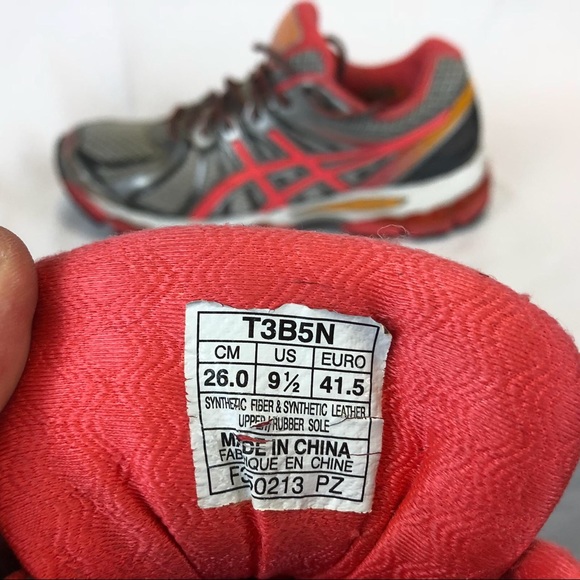 T3B5N
CM US EURO
26.0 9½ 41.5
SYNTHETIC FIBER & SYNTHETIC LEATHER
UPPER/RUBBER SOLE
MADE IN CHINA
FABRIQUE EN CHINE
PZ